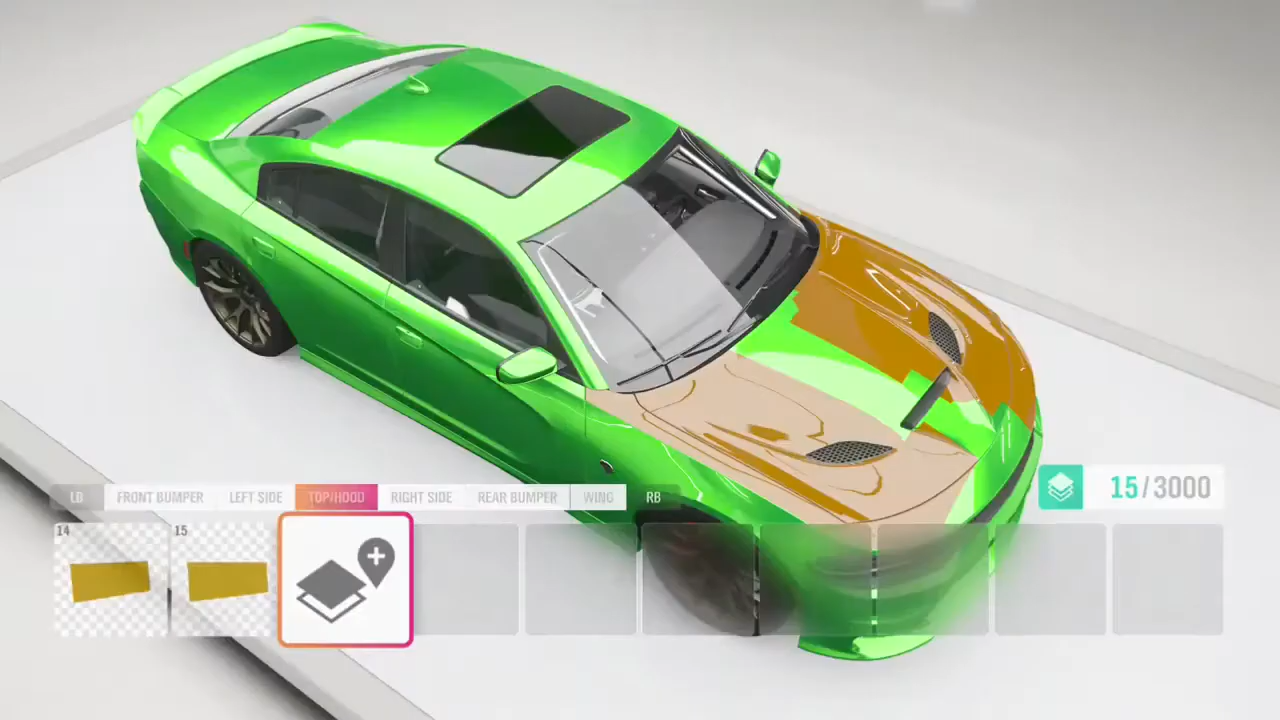 LB FRONT BUMPER LEFT SIDE TOP/HOOD RIGHT SIDE REAR BUMPER WING RB
15/3000
14 15